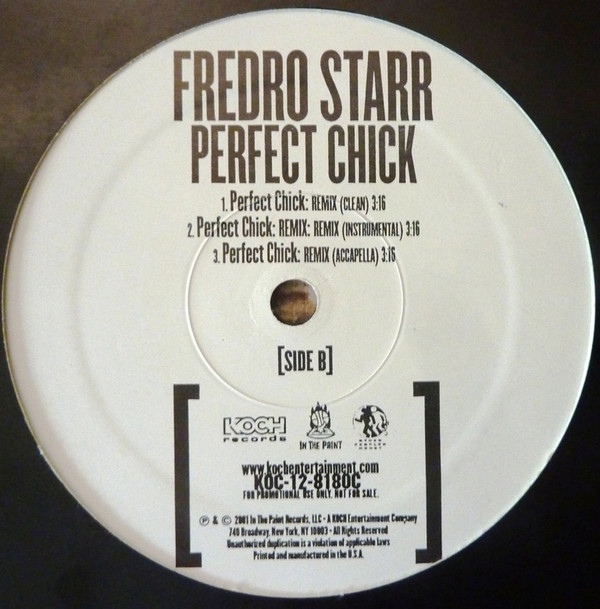 FREDRO STARR
PERFECT CHICK
1. Perfect Chick: REMIX (CLEAN) 3:16
2. Perfect Chick: REMIX: REMIX (INSTRUMENTAL) 3:16
3. Perfect Chick: REMIX (ACCAPELLA) 3:16
[SIDE B]
KOCH
records
IN THE PAINT
www.kochentertainment.com
KOC-12-8180C
FOR PROMOTIONAL USE ONLY. NOT FOR SALE.
℗ & © 2001 In The Paint Records, LLC - A KOCH Entertainment Company
740 Broadway, New York, NY 10003 - All Rights Reserved
Unauthorized duplication is a violation of applicable laws
Printed and manufactured in the U.S.A.